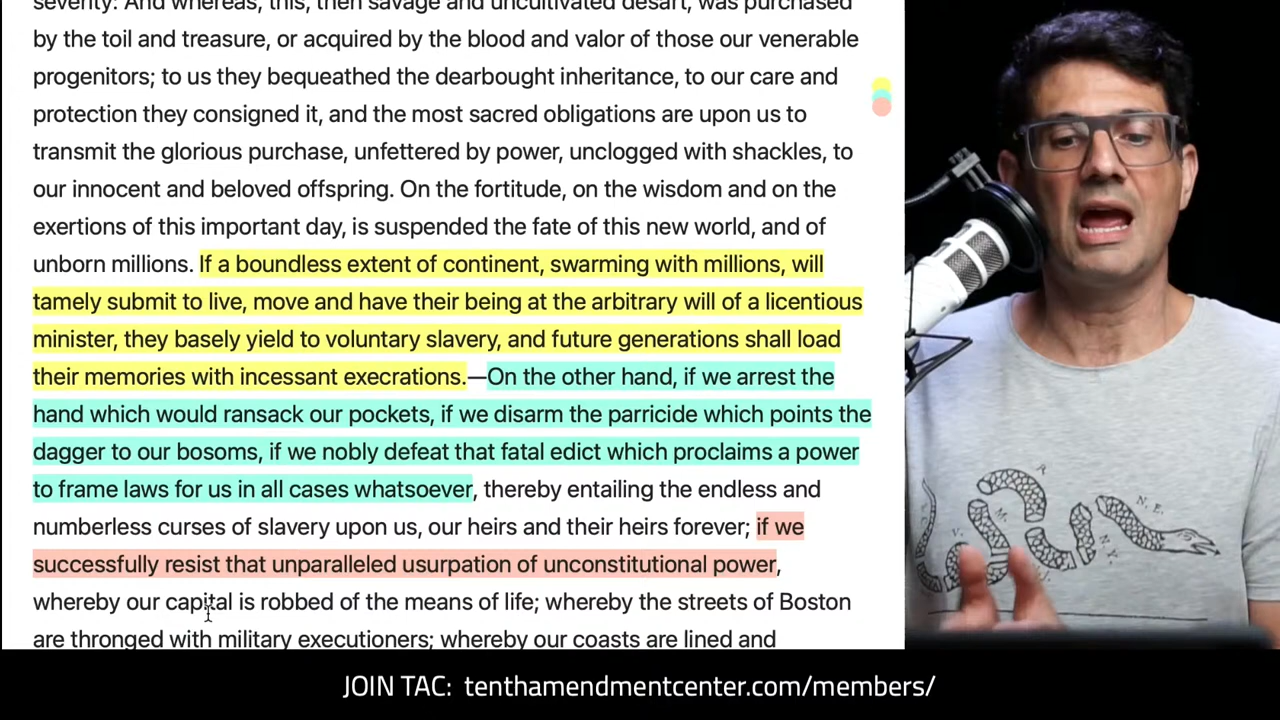 severity: And whereas, this, then savage and uncultivated desart, was purchased
by the toil and treasure, or acquired by the blood and valor of those our venerable
progenitors; to us they bequeathed the dearbought inheritance, to our care and
protection they consigned it, and the most sacred obligations are upon us to
transmit the glorious purchase, unfettered by power, unclogged with shackles, to
our innocent and beloved offspring. On the fortitude, on the wisdom and on the
exertions of this important day, is suspended the fate of this new world, and of
unborn millions. If a boundless extent of continent, swarming with millions, will
tamely submit to live, move and have their being at the arbitrary will of a licentious
minister, they basely yield to voluntary slavery, and future generations shall load
their memories with incessant execrations.—On the other hand, if we arrest the
hand which would ransack our pockets, if we disarm the parricide which points the
dagger to our bosoms, if we nobly defeat that fatal edict which proclaims a power
to frame laws for us in all cases whatsoever, thereby entailing the endless and
numberless curses of slavery upon us, our heirs and their heirs forever; if we
successfully resist that unparalleled usurpation of unconstitutional power,
whereby our capital is robbed of the means of life; whereby the streets of Boston
are thronged with military executioners; whereby our coasts are lined and
R.
N. E.
M.
V.
N. Y.
J.
JOIN TAC: tenthamendmentcenter.com/members/